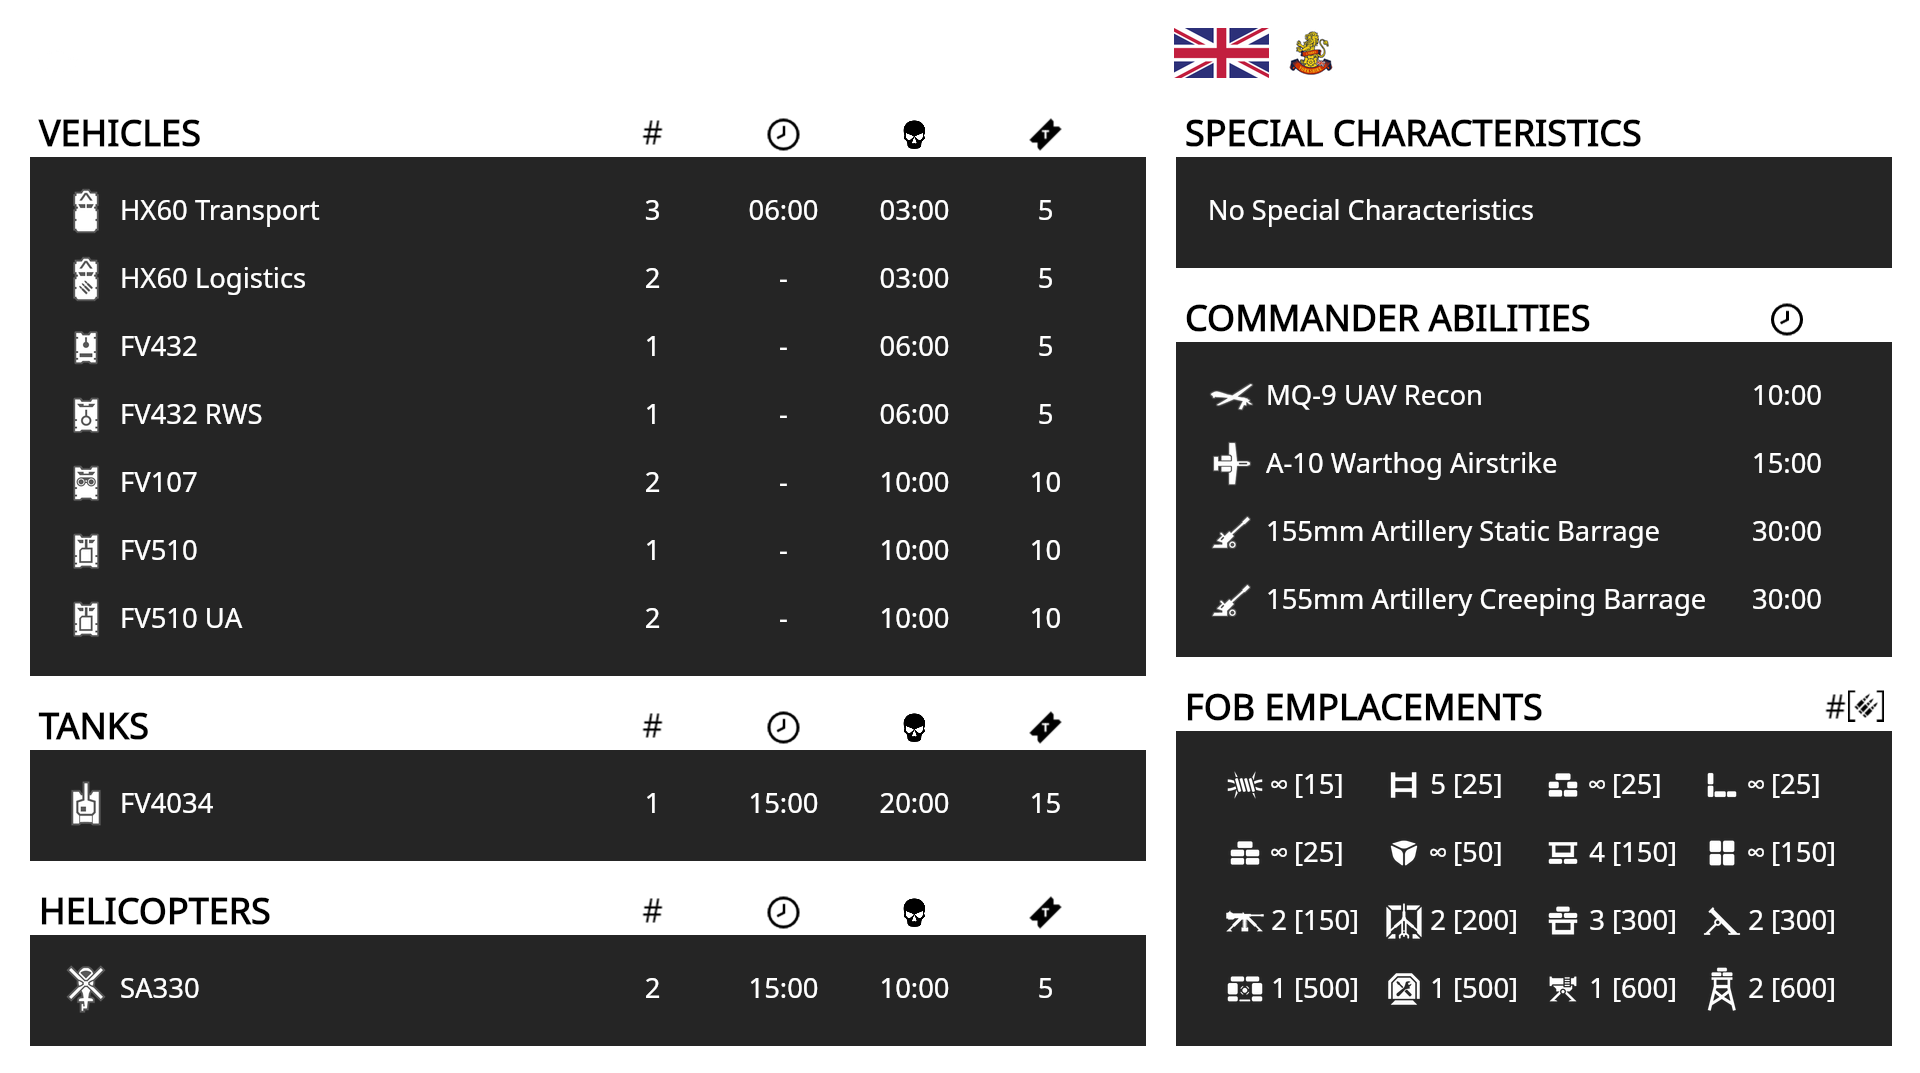 VEHICLES #
HX60 Transport 3 06:00 03:00 5
HX60 Logistics 2 - 03:00 5
FV432 1 - 06:00 5
FV432 RWS 1 - 06:00 5
FV107 2 - 10:00 10
FV510 1 - 10:00 10
FV510 UA 2 - 10:00 10
TANKS #
FV4034 1 15:00 20:00 15
HELICOPTERS #
SA330 2 15:00 10:00 5
SPECIAL CHARACTERISTICS
No Special Characteristics
COMMANDER ABILITIES
MQ-9 UAV Recon 10:00
A-10 Warthog Airstrike 15:00
155mm Artillery Static Barrage 30:00
155mm Artillery Creeping Barrage 30:00
FOB EMPLACEMENTS #[ ]
∞ [15] 5 [25] ∞ [25] ∞ [25]
∞ [25] ∞ [50] 4 [150] ∞ [150]
2 [150] 2 [200] 3 [300] 2 [300]
1 [500] 1 [500] 1 [600] 2 [600]